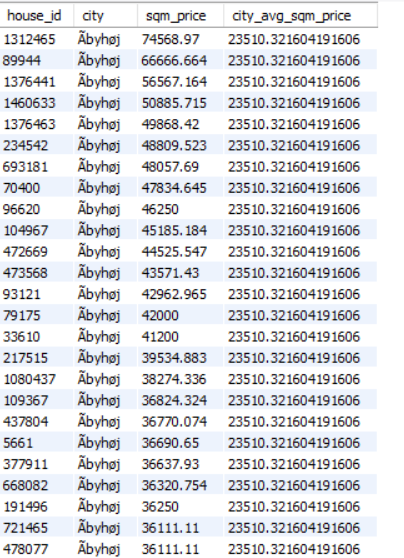 house_id city sqm_price city_avg_sqm_price
1312465 Ãbyhøj 74568.97 23510.321604191606
89944 Ãbyhøj 66666.664 23510.321604191606
1376441 Ãbyhøj 56567.164 23510.321604191606
1460633 Ãbyhøj 50885.715 23510.321604191606
1376463 Ãbyhøj 49868.42 23510.321604191606
234542 Ãbyhøj 48809.523 23510.321604191606
693181 Ãbyhøj 48057.69 23510.321604191606
70400 Ãbyhøj 47834.645 23510.321604191606
96620 Ãbyhøj 46250 23510.321604191606
104967 Ãbyhøj 45185.184 23510.321604191606
472669 Ãbyhøj 44525.547 23510.321604191606
473568 Ãbyhøj 43571.43 23510.321604191606
93121 Ãbyhøj 42962.965 23510.321604191606
79175 Ãbyhøj 42000 23510.321604191606
33610 Ãbyhøj 41200 23510.321604191606
217515 Ãbyhøj 39534.883 23510.321604191606
1080437 Ãbyhøj 38274.336 23510.321604191606
109367 Ãbyhøj 36824.324 23510.321604191606
437804 Ãbyhøj 36770.074 23510.321604191606
5661 Ãbyhøj 36690.65 23510.321604191606
377911 Ãbyhøj 36637.93 23510.321604191606
668082 Ãbyhøj 36320.754 23510.321604191606
191496 Ãbyhøj 36250 23510.321604191606
721465 Ãbyhøj 36111.11 23510.321604191606
478077 Ãbyhøj 36111.11 23510.321604191606